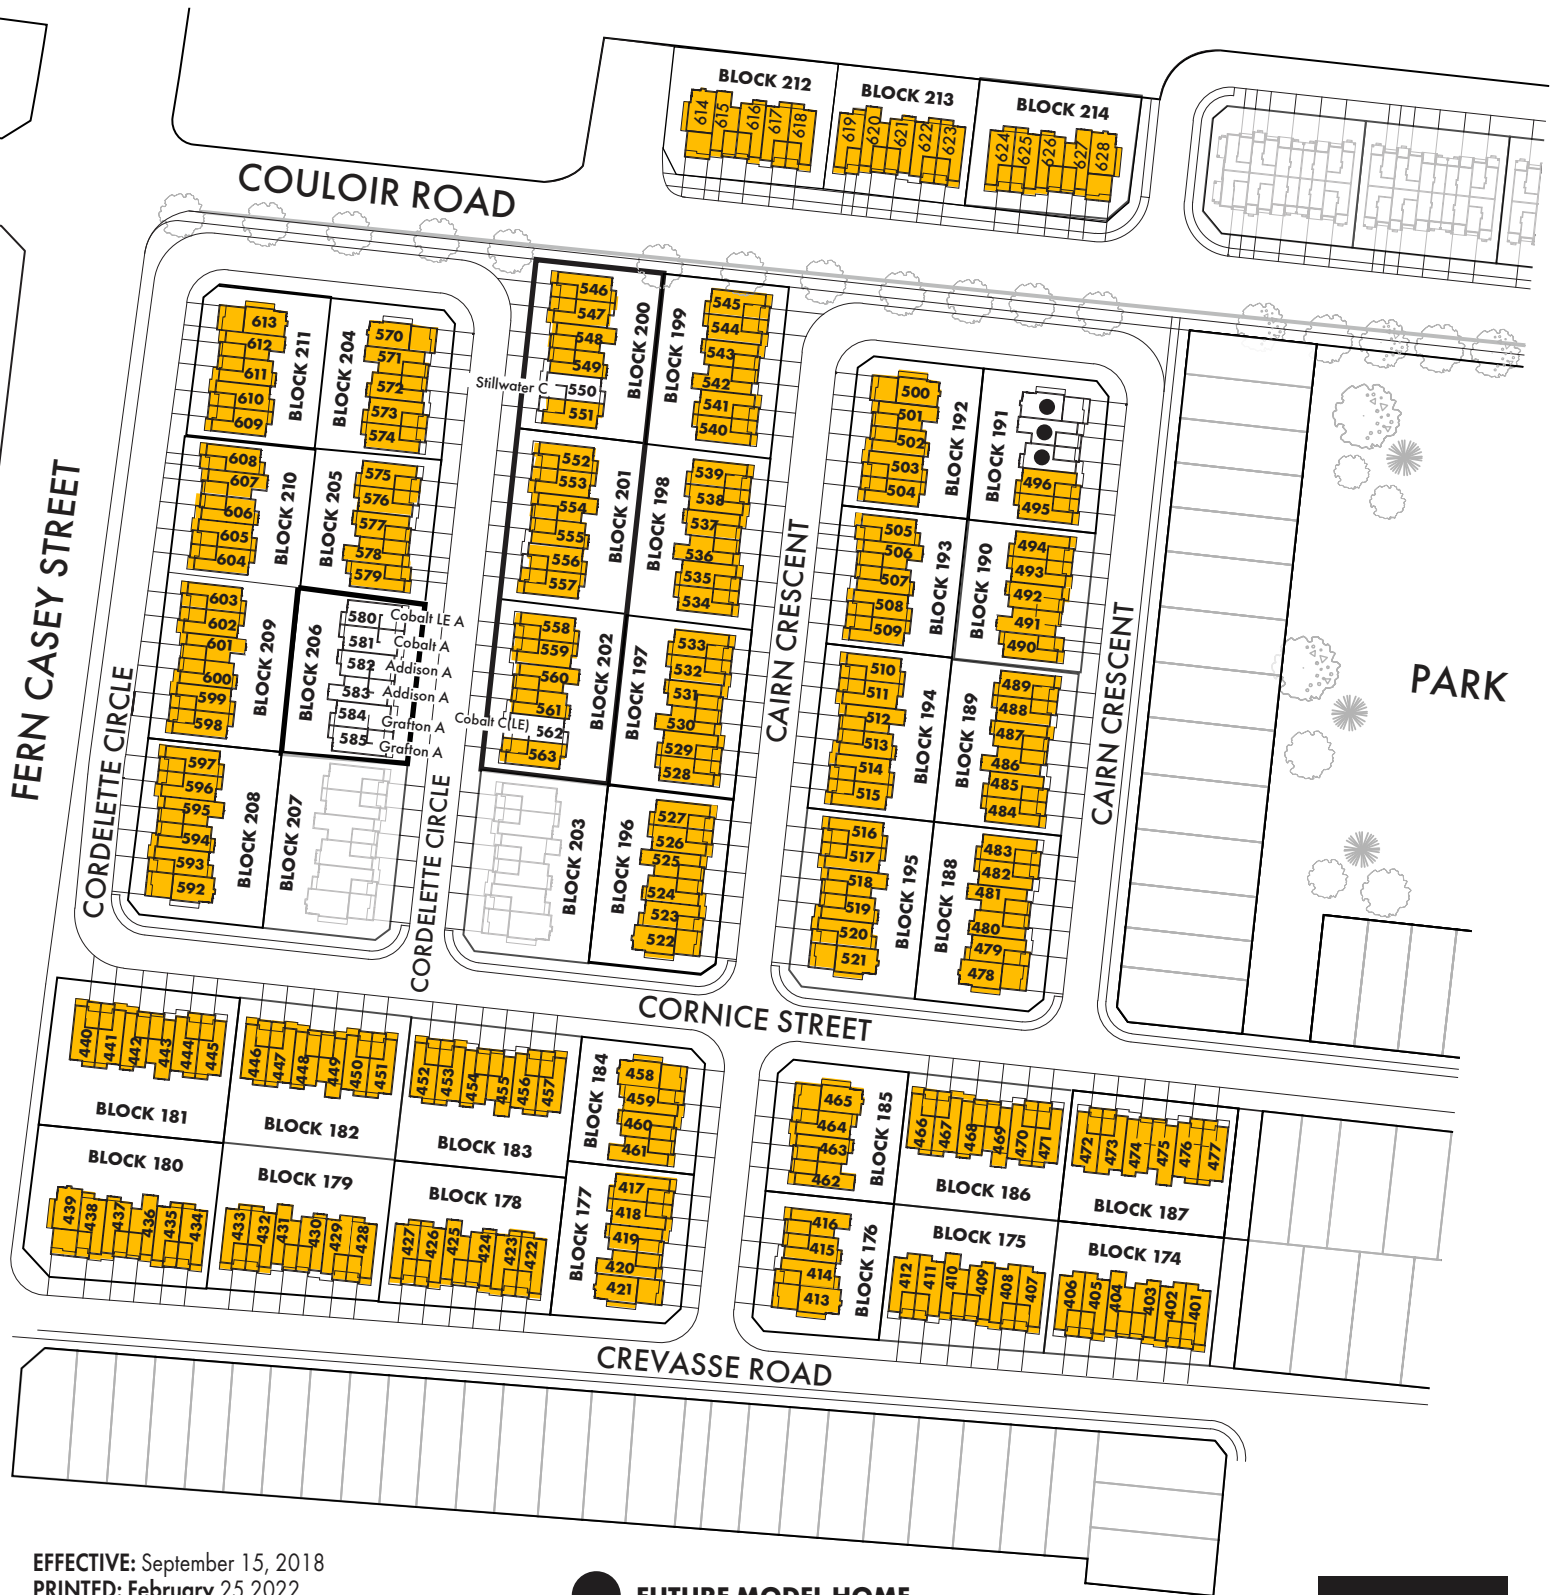 BLOCK 212
BLOCK 213
BLOCK 214
614 615 616 617 618
619 620 621 622 623
624 625 626 627 628
COULOIR ROAD
FERN CASEY STREET
CORDELETTE CIRCLE
CORDELETTE CIRCLE
CAIRN CRESCENT
CAIRN CRESCENT
PARK
BLOCK 211
613
612
611
610
609
BLOCK 204
570
571
572
573
574
BLOCK 200
546
547
548
549
Stillwater C 550
551
BLOCK 199
545
544
543
542
541
540
BLOCK 192
500
501
502
503
504
BLOCK 191
496
495
BLOCK 210
608
607
606
605
604
BLOCK 205
575
576
577
578
579
BLOCK 201
552
553
554
555
556
557
BLOCK 198
539
538
537
536
535
534
BLOCK 193
505
506
507
508
509
BLOCK 190
494
493
492
491
490
BLOCK 209
603
602
601
600
599
598
BLOCK 206
580 Cobalt LE A
581 Cobalt A
582 Addison A
583 Addison A
584 Grafton A
585 Grafton A
BLOCK 202
558
559
560
561
Cobalt C(LE) 562
563
BLOCK 197
533
532
531
530
529
528
BLOCK 194
510
511
512
513
514
515
BLOCK 189
489
488
487
486
485
484
BLOCK 208
597
596
595
594
593
592
BLOCK 207
BLOCK 203
BLOCK 196
527
526
525
524
523
522
BLOCK 195
516
517
518
519
520
521
BLOCK 188
483
482
481
480
479
478
CORNICE STREET
440 441 442 443 444 445
BLOCK 181
446 447 448 449 450 451
BLOCK 182
452 453 454 455 456 457
BLOCK 183
BLOCK 184
458
459
460
461
BLOCK 185
465
464
463
462
466 467 468 469 470 471
BLOCK 186
472 473 474 475 476 477
BLOCK 187
BLOCK 180
439 438 437 436 435 434
BLOCK 179
433 432 431 430 429 428
BLOCK 178
427 426 425 424 423 422
BLOCK 177
417
418
419
420
421
BLOCK 176
416
415
414
413
BLOCK 175
412 411 410 409 408 407
BLOCK 174
406 405 404 403 402 401
CREVASSE ROAD
EFFECTIVE: September 15, 2018
PRINTED: February 25 2022
FUTURE MODEL HOME